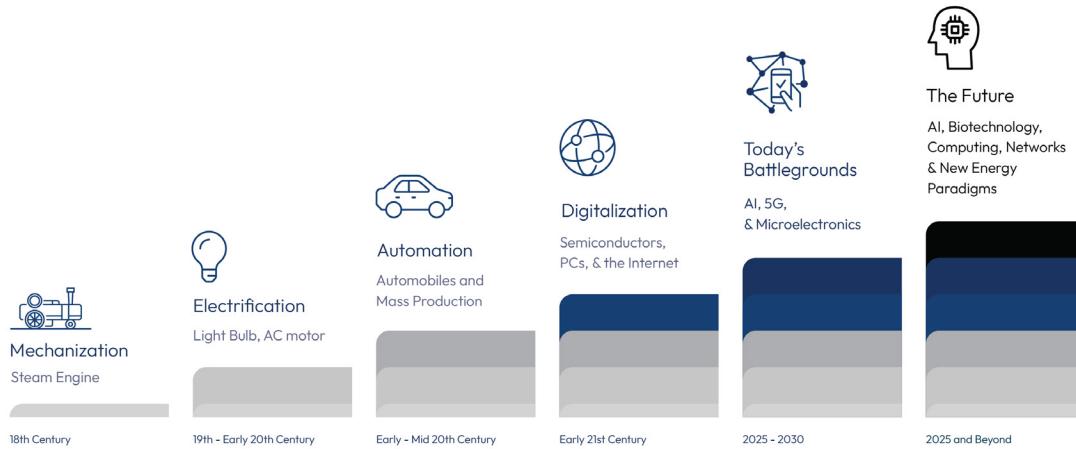 Mechanization
Steam Engine
18th Century
Electrification
Light Bulb, AC motor
19th - Early 20th Century
Automation
Automobiles and
Mass Production
Early - Mid 20th Century
Digitalization
Semiconductors,
PCs, & the Internet
Early 21st Century
Today's
Battlegrounds
AI, 5G,
& Microelectronics
2025 - 2030
The Future
AI, Biotechnology,
Computing, Networks
& New Energy
Paradigms
2025 and Beyond